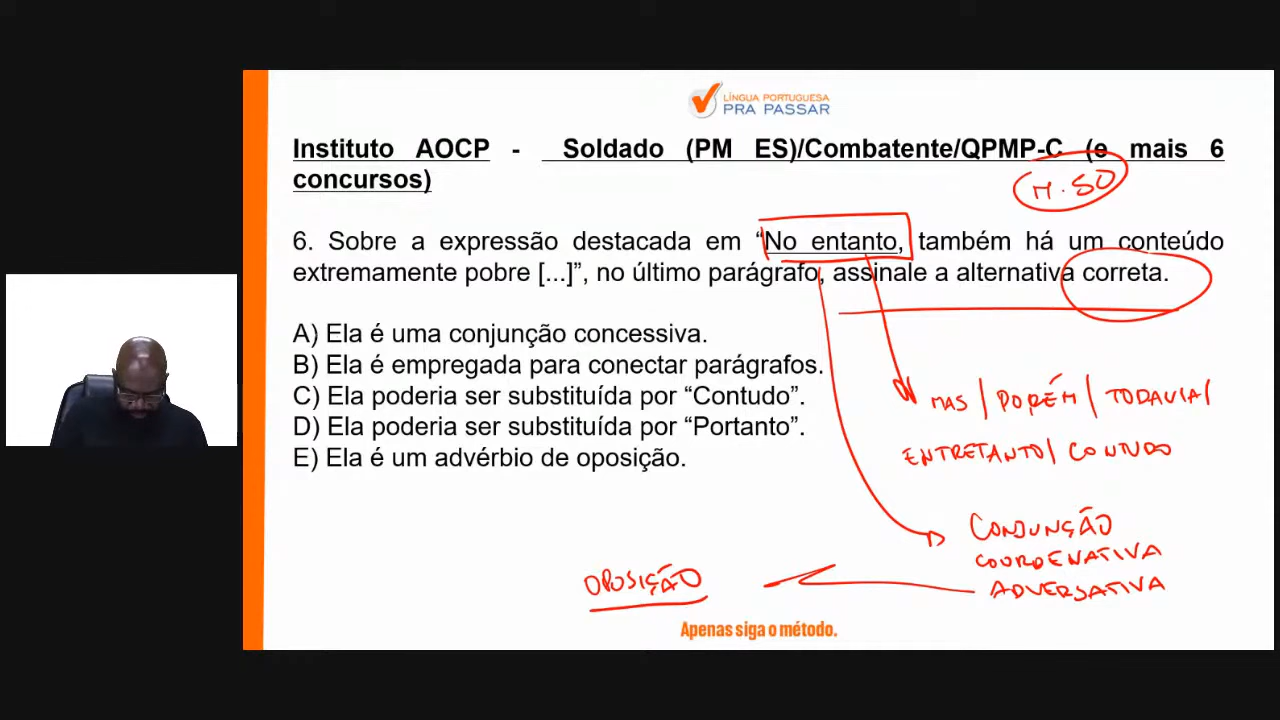 LÍNGUA PORTUGUESA
PRA PASSAR
Instituto AOCP - Soldado (PM ES)/Combatente/QPMP-C (e mais 6
concursos)
M.50
6. Sobre a expressão destacada em “No entanto, também há um conteúdo
extremamente pobre [...]”, no último parágrafo, assinale a alternativa correta.
A) Ela é uma conjunção concessiva.
B) Ela é empregada para conectar parágrafos.
C) Ela poderia ser substituída por “Contudo”.
D) Ela poderia ser substituída por “Portanto”.
E) Ela é um advérbio de oposição.
MAS / PORÉM / TODAVIA /
ENTRETANTO / CONTUDO
CONJUNÇÃO
COORDENATIVA
ADVERSATIVA
OPOSIÇÃO
Apenas siga o método.